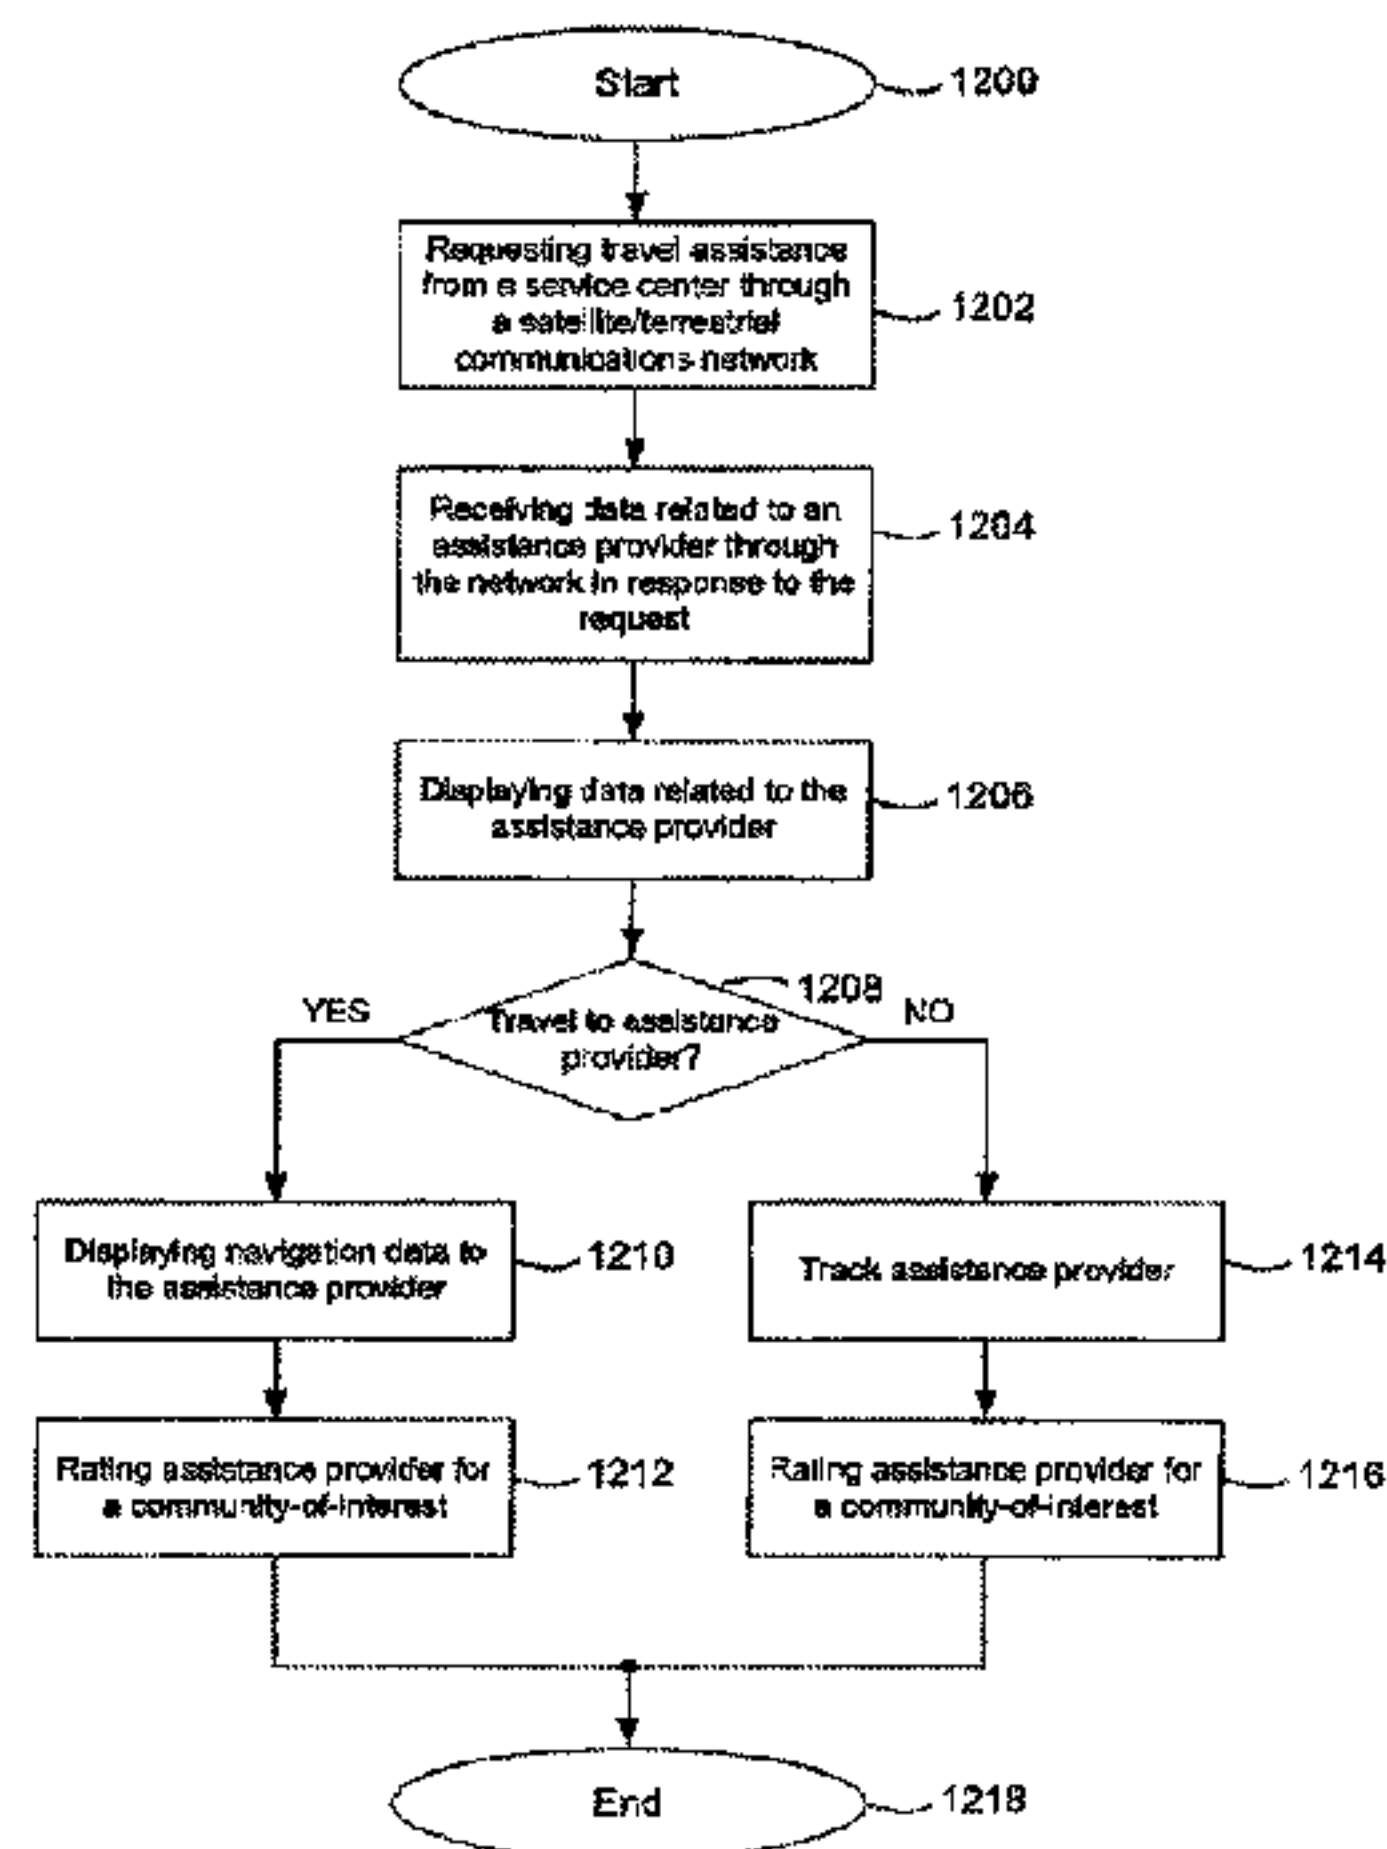 Start
1200
Requesting travel assistance
from a service center through
a satellite/terrestrial
communications network
1202
Receiving data related to an
assistance provider through
the network in response to the
request
1204
Displaying data related to the
assistance provider
1206
1208
YES
NO
Travel to assistance
provider?
Displaying navigation data to
the assistance provider
1210
Track assistance provider
1214
Rating assistance provider for
a community-of-interest
1212
Rating assistance provider for
a community-of-interest
1216
End
1218